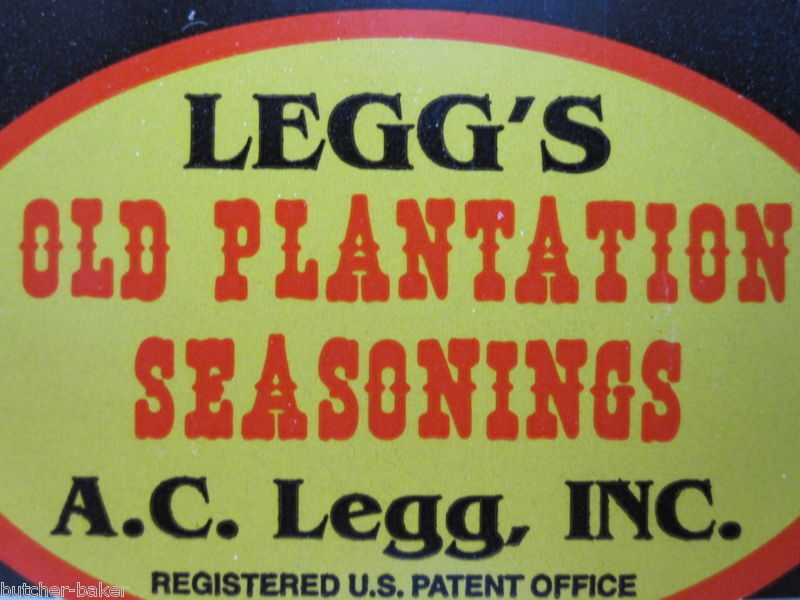 LEGG'S
OLD PLANTATION
SEASONINGS
A.C. Legg, INC.
REGISTERED U.S. PATENT OFFICE
butcher-baker